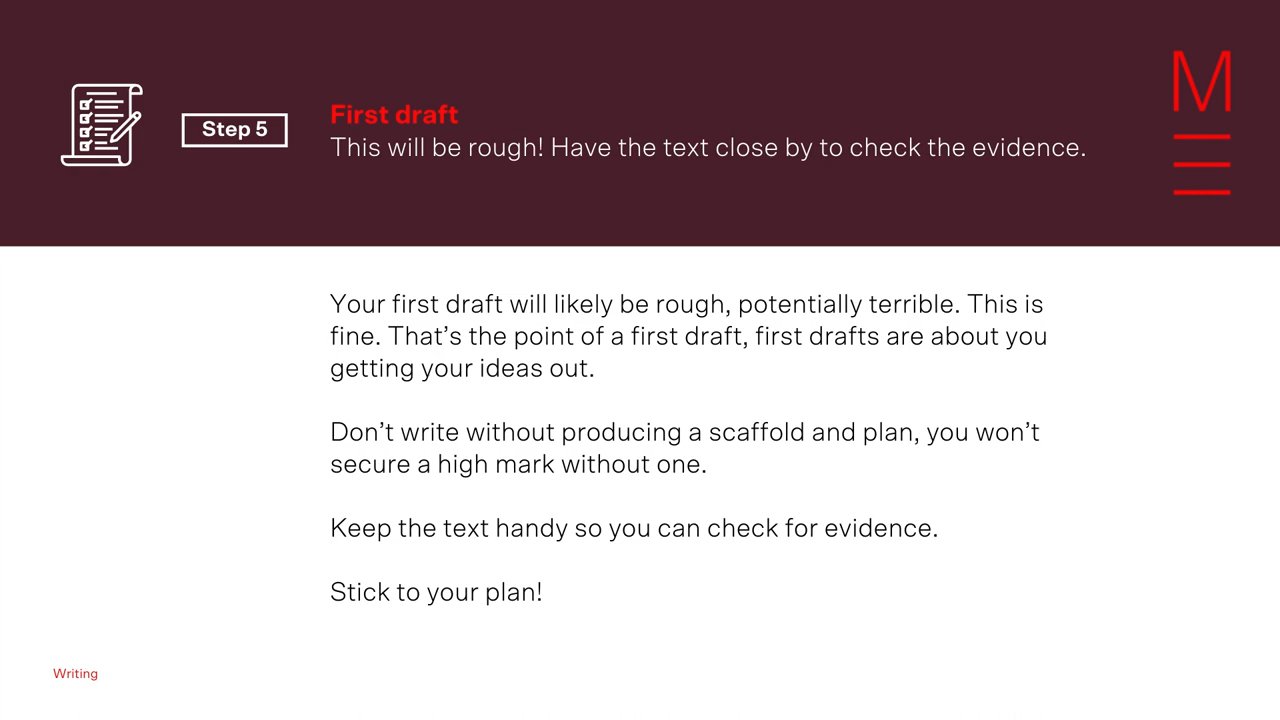 Step 5
First draft
This will be rough! Have the text close by to check the evidence.
M
Your first draft will likely be rough, potentially terrible. This is
fine. That’s the point of a first draft, first drafts are about you
getting your ideas out.
Don’t write without producing a scaffold and plan, you won’t
secure a high mark without one.
Keep the text handy so you can check for evidence.
Stick to your plan!
Writing